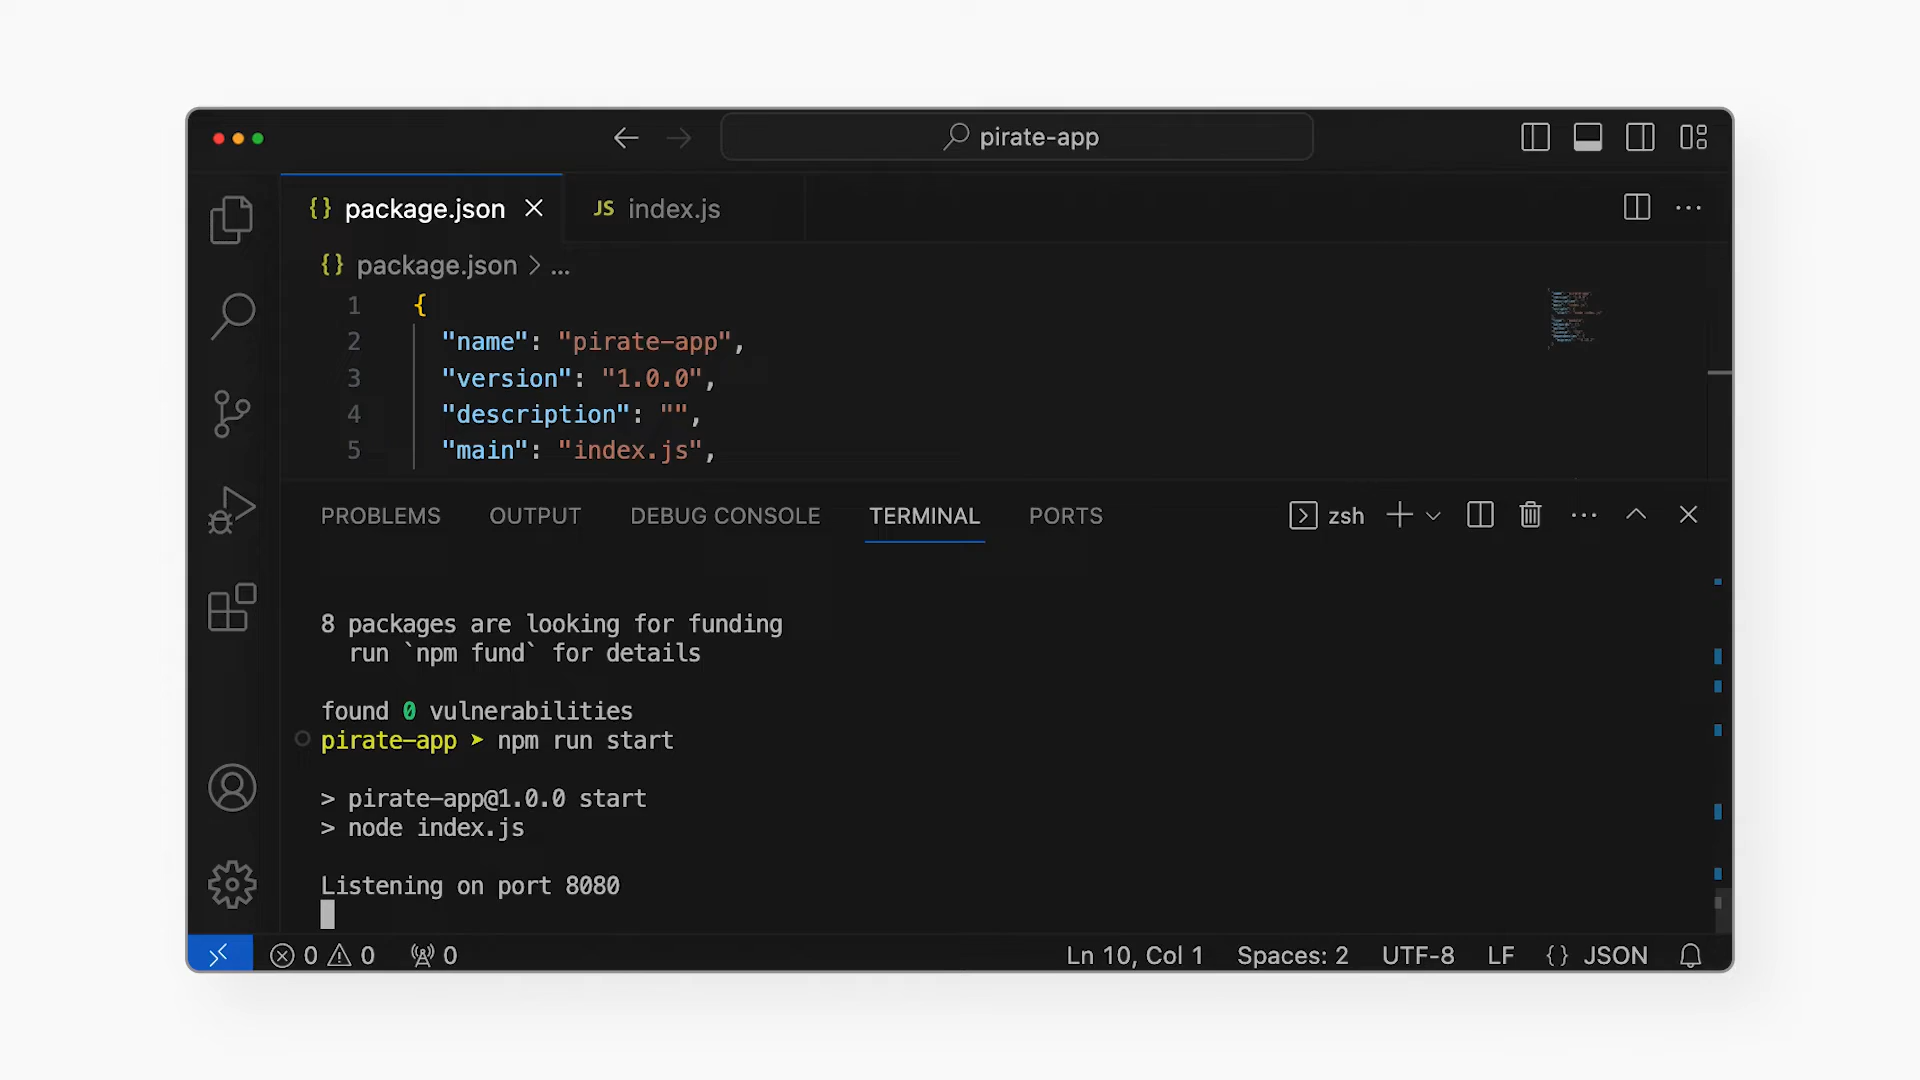 pirate-app
{} package.json
JS index.js
{} package.json > ...
1 {
2 "name": "pirate-app",
3 "version": "1.0.0",
4 "description": "",
5 "main": "index.js",
PROBLEMS OUTPUT DEBUG CONSOLE TERMINAL PORTS zsh
8 packages are looking for funding
run `npm fund` for details
found 0 vulnerabilities
pirate-app ➤ npm run start
> pirate-app@1.0.0 start
> node index.js
Listening on port 8080
0 0 0 Ln 10, Col 1 Spaces: 2 UTF-8 LF {} JSON